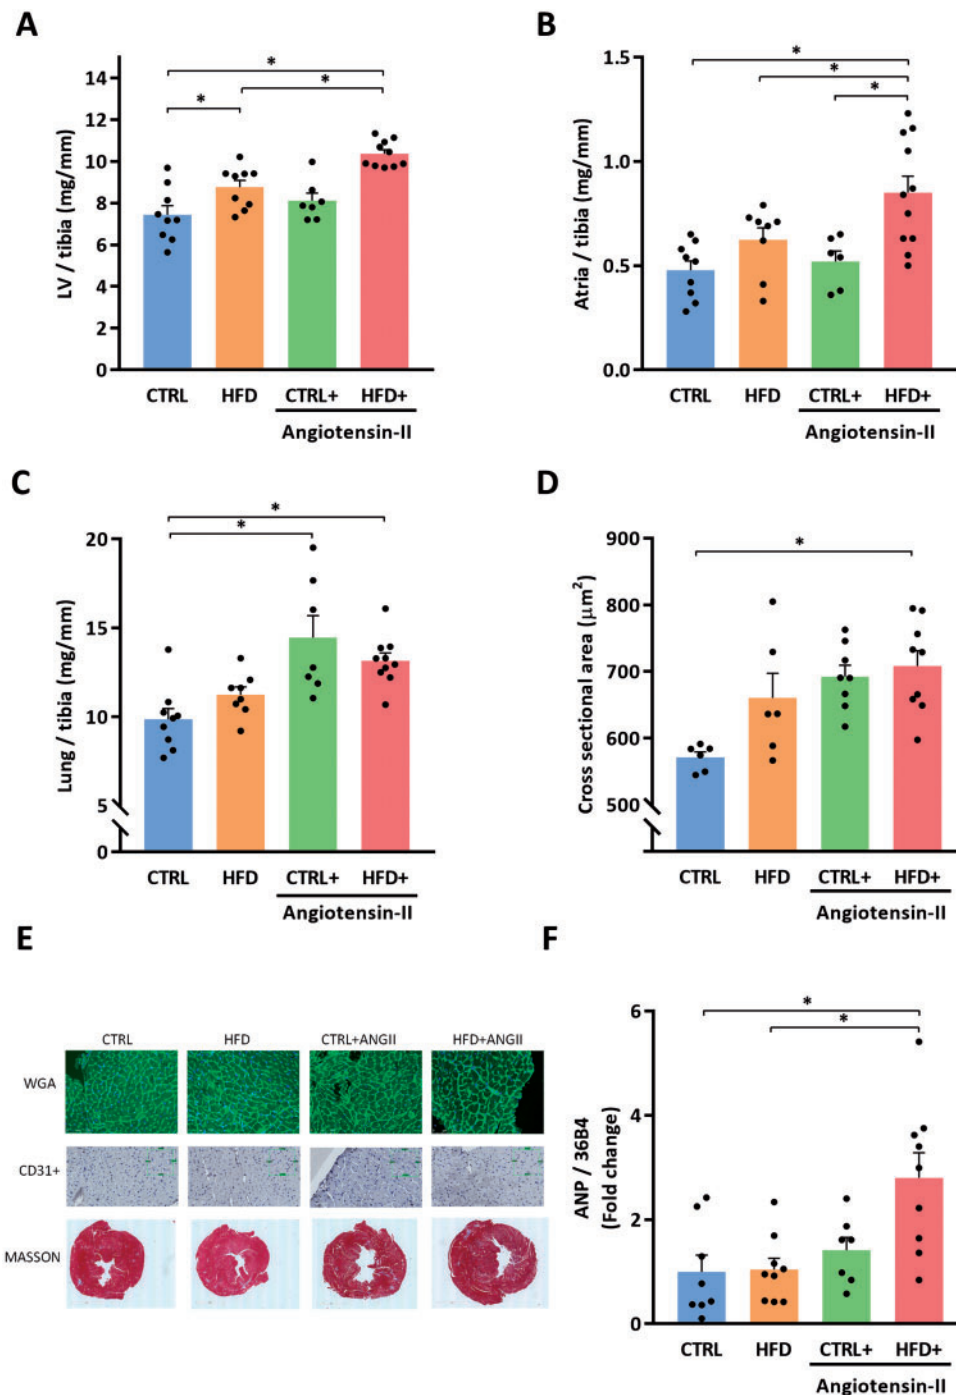 A
LV / tibia (mg/mm)
14
12
10
8
6
4
2
0
*
*
*
CTRL HFD CTRL+ HFD+
Angiotensin-II
B
Atria / tibia (mg/mm)
1.5
1.0
0.5
0.0
*
*
*
CTRL HFD CTRL+ HFD+
Angiotensin-II
C
Lung / tibia (mg/mm)
20
15
10
5
0
*
*
CTRL HFD CTRL+ HFD+
Angiotensin-II
D
Cross sectional area (μm²)
900
800
700
600
500
*
CTRL HFD CTRL+ HFD+
Angiotensin-II
E
CTRL HFD CTRL+ANGII HFD+ANGII
WGA
CD31+
MASSON
F
ANP / 36B4
(Fold change)
6
4
2
0
*
*
CTRL HFD CTRL+ HFD+
Angiotensin-II